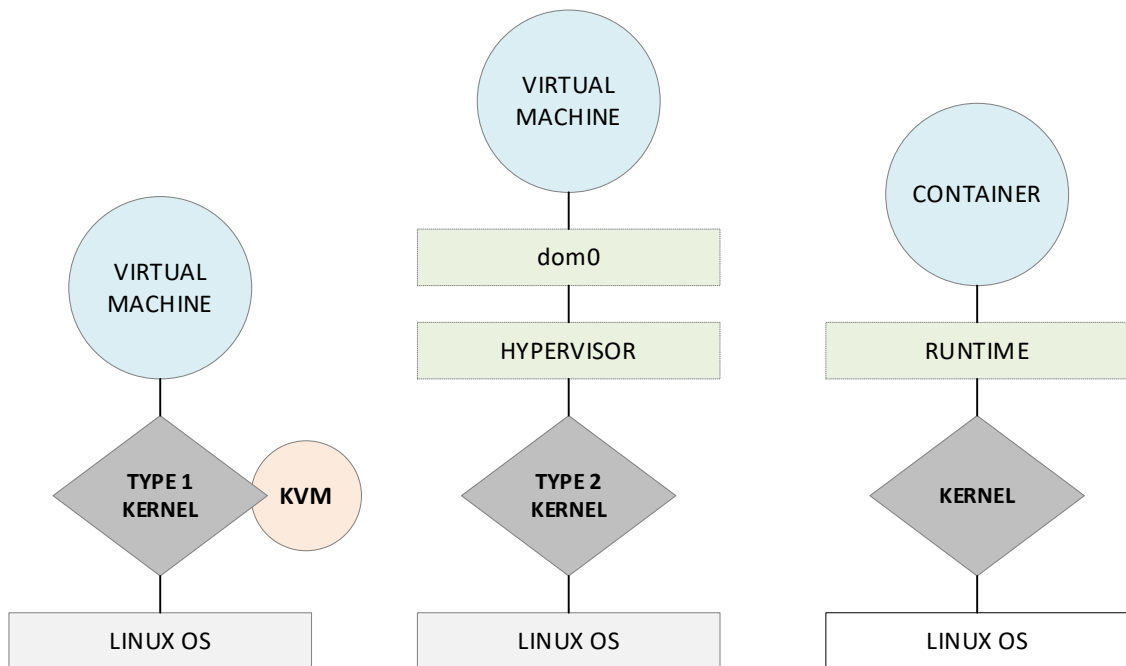 VIRTUAL
MACHINE
TYPE 1
KERNEL
KVM
LINUX OS
VIRTUAL
MACHINE
dom0
HYPERVISOR
TYPE 2
KERNEL
LINUX OS
CONTAINER
RUNTIME
KERNEL
LINUX OS